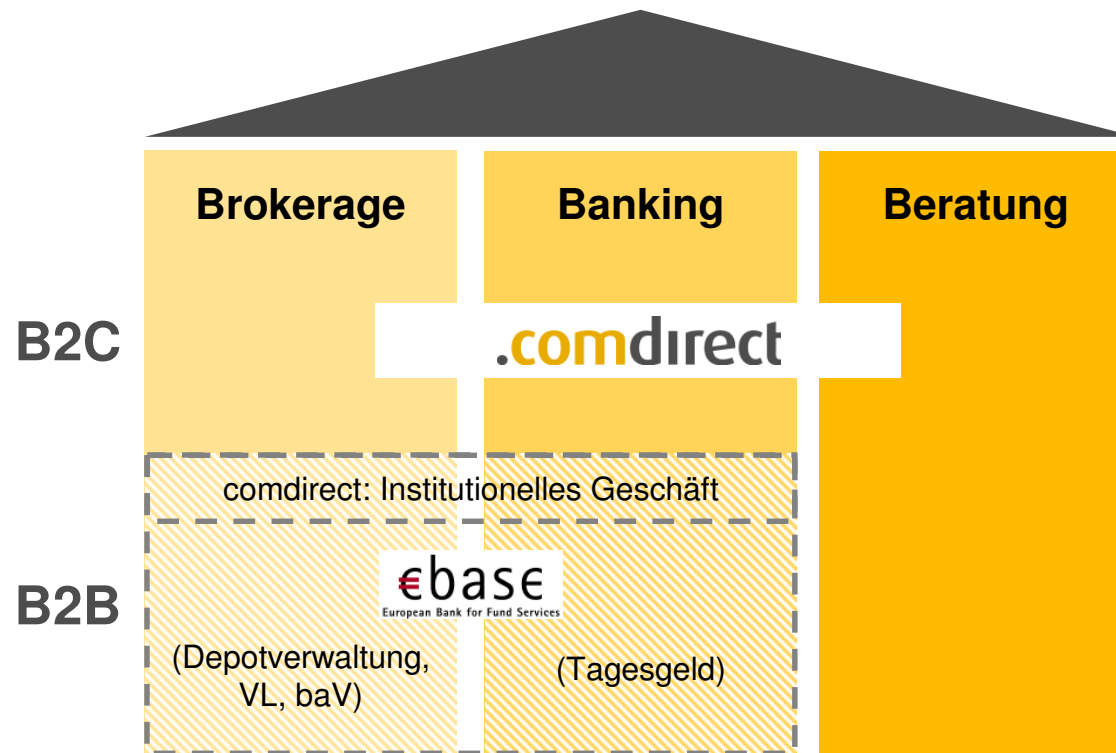 Brokerage
Banking
Beratung
B2C
.comdirect
comdirect: Institutionelles Geschäft
B2B
ebase
European Bank for Fund Services
(Depotverwaltung,
VL, baV)
(Tagesgeld)